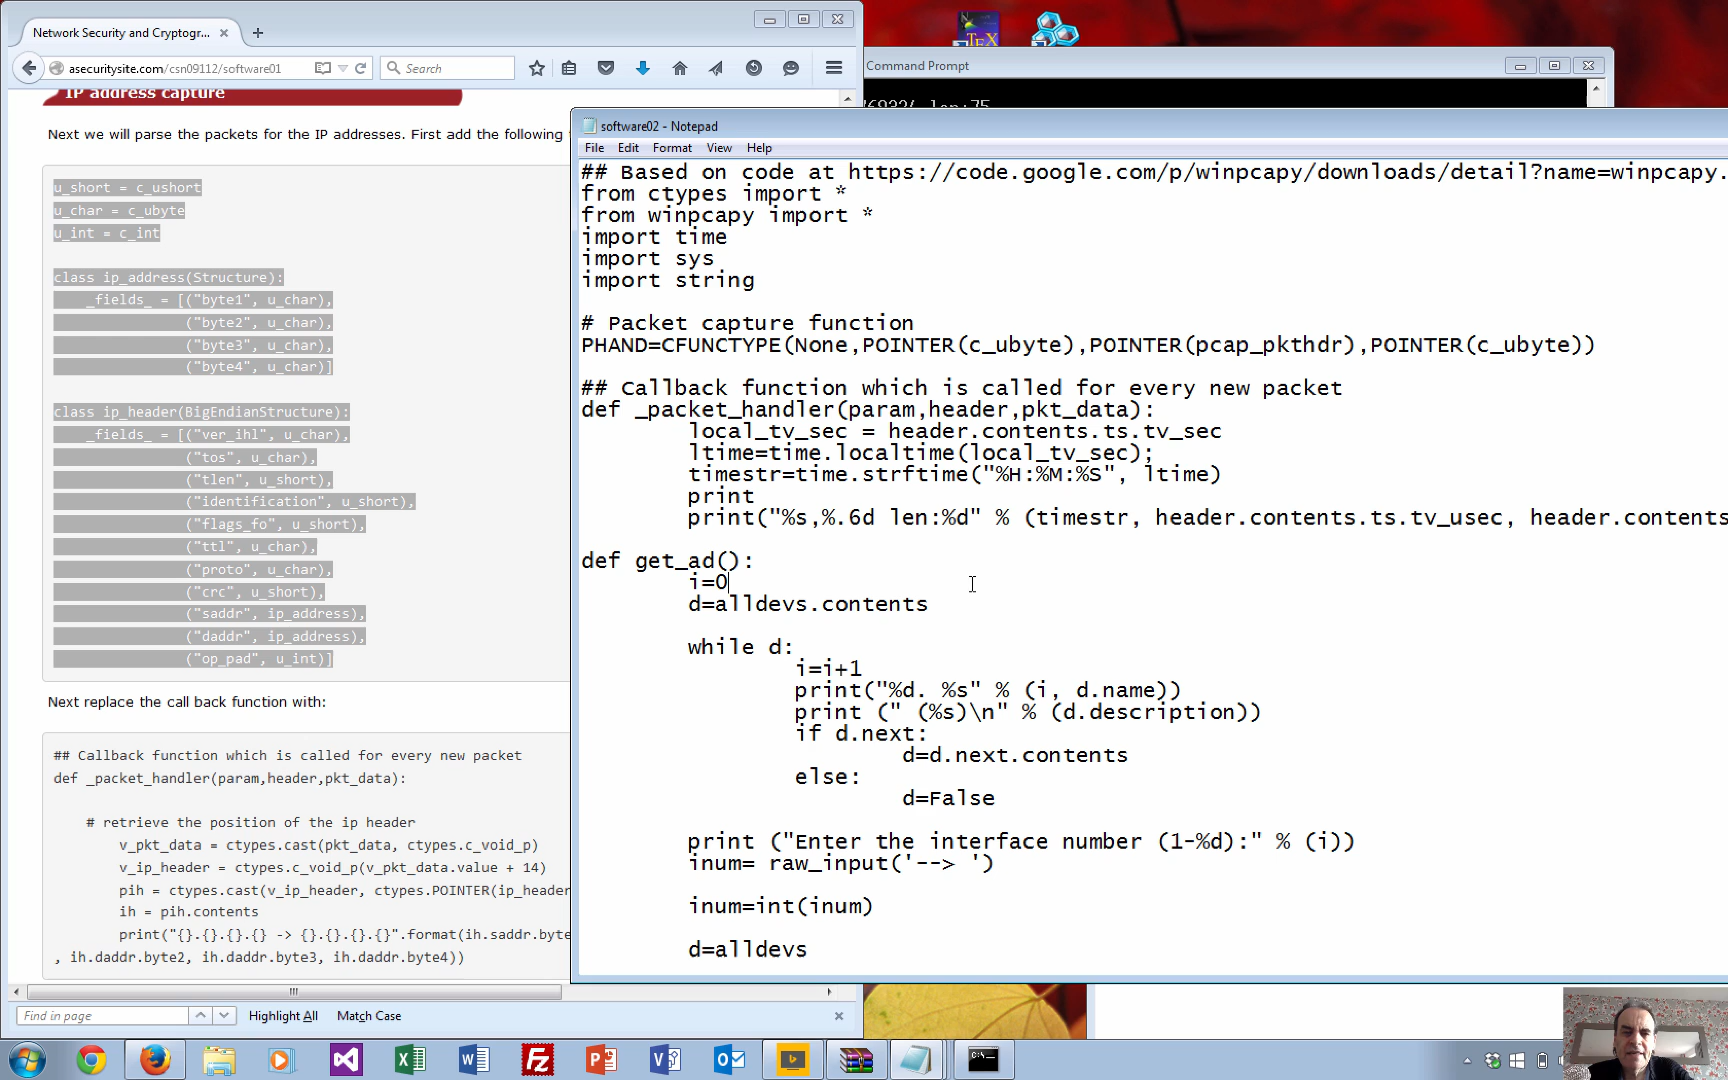 Network Security and Cryptogr...
asecuritysite.com/csn09112/software01
Search
IP address capture
Next we will parse the packets for the IP addresses. First add the following
u_short = c_ushort
u_char = c_ubyte
u_int = c_int
class ip_address(Structure):
_fields_ = [("byte1", u_char),
("byte2", u_char),
("byte3", u_char),
("byte4", u_char)]
class ip_header(BigEndianStructure):
_fields_ = [("ver_ihl", u_char),
("tos", u_char),
("tlen", u_short),
("identification", u_short),
("flags_fo", u_short),
("ttl", u_char),
("proto", u_char),
("crc", u_short),
("saddr", ip_address),
("daddr", ip_address),
("op_pad", u_int)]
Next replace the call back function with:
## Callback function which is called for every new packet
def _packet_handler(param,header,pkt_data):
# retrieve the position of the ip header
v_pkt_data = ctypes.cast(pkt_data, ctypes.c_void_p)
v_ip_header = ctypes.c_void_p(v_pkt_data.value + 14)
pih = ctypes.cast(v_ip_header, ctypes.POINTER(ip_header
ih = pih.contents
print("{}.{}.{}.{} -> {}.{}.{}.{}".format(ih.saddr.byte
, ih.daddr.byte2, ih.daddr.byte3, ih.daddr.byte4))
Find in page
Highlight All
Match Case
TEX
Command Prompt
software02 - Notepad
File Edit Format View Help
## Based on code at https://code.google.com/p/winpcapy/downloads/detail?name=winpcapy.
from ctypes import *
from winpcapy import *
import time
import sys
import string
# Packet capture function
PHAND=CFUNCTYPE(None,POINTER(c_ubyte),POINTER(pcap_pkthdr),POINTER(c_ubyte))
## Callback function which is called for every new packet
def _packet_handler(param,header,pkt_data):
local_tv_sec = header.contents.ts.tv_sec
ltime=time.localtime(local_tv_sec);
timestr=time.strftime("%H:%M:%S", ltime)
print
print("%s,%.6d len:%d" % (timestr, header.contents.ts.tv_usec, header.contents
def get_ad():
i=0
d=alldevs.contents
while d:
i=i+1
print("%d. %s" % (i, d.name))
print (" (%s)\n" % (d.description))
if d.next:
d=d.next.contents
else:
d=False
print ("Enter the interface number (1-%d):" % (i))
inum= raw_input('--> ')
inum=int(inum)
d=alldevs